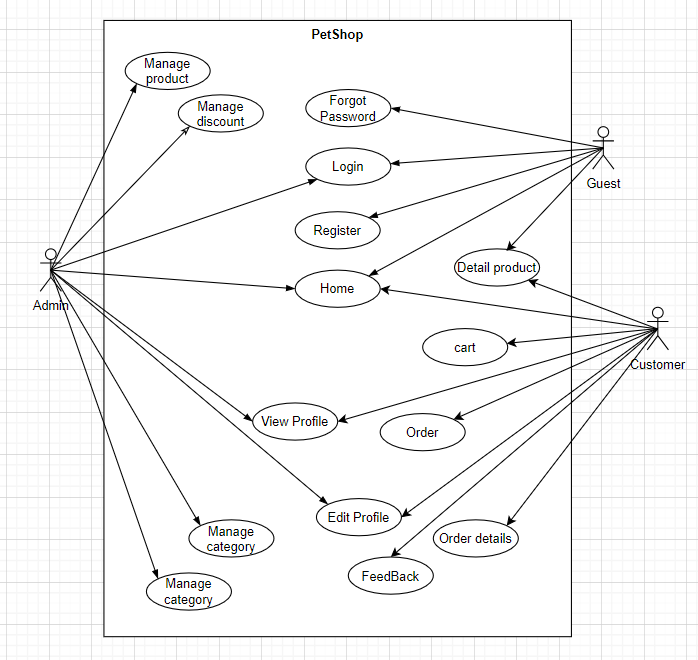 PetShop
Manage
product
Manage
discount
Forgot
Password
Login
Guest
Register
Detail product
Home
Admin
cart
Customer
View Profile
Order
Edit Profile
Manage
category
Order details
FeedBack
Manage
category